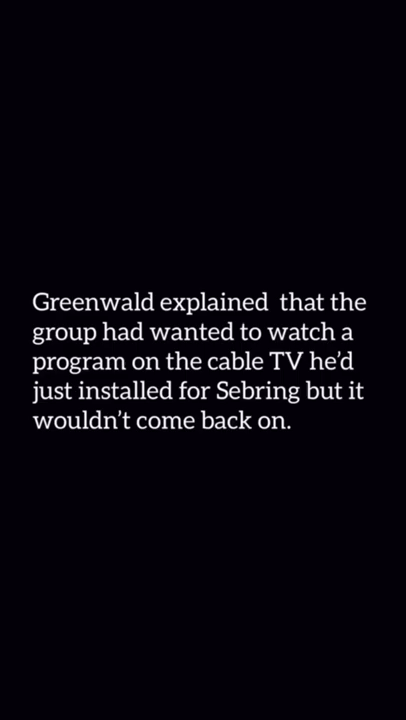 Greenwald explained  that the
group had wanted to watch a
program on the cable TV he’d
just installed for Sebring but it
wouldn’t come back on.